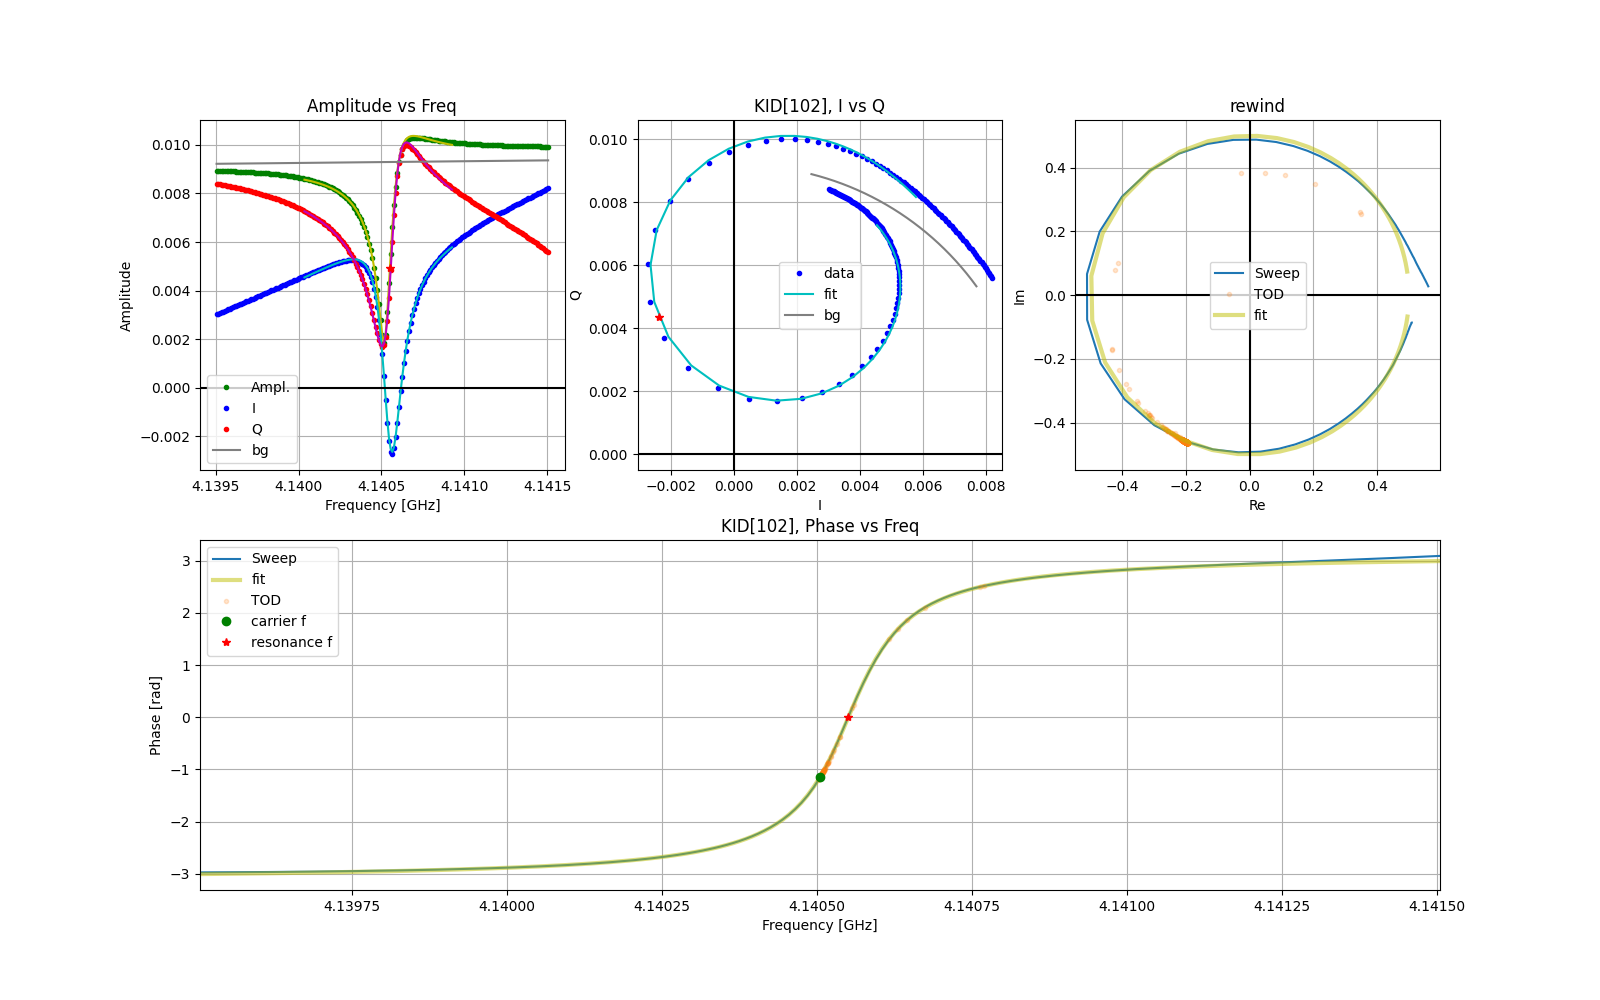 Amplitude vs Freq
KID[102], I vs Q
rewind
Amplitude
0.010
0.008
0.006
0.004
0.002
0.000
−0.002
Ampl.
I
Q
bg
4.1395
4.1400
4.1405
4.1410
4.1415
Frequency [GHz]
Q
0.010
0.008
0.006
0.004
0.002
0.000
data
fit
bg
−0.002
0.000
0.002
0.004
0.006
0.008
I
Im
0.4
0.2
0.0
−0.2
−0.4
Sweep
TOD
fit
−0.4
−0.2
0.0
0.2
0.4
Re
KID[102], Phase vs Freq
Phase [rad]
3
2
1
0
−1
−2
−3
Sweep
fit
TOD
carrier f
resonance f
4.13975
4.14000
4.14025
4.14050
4.14075
4.14100
4.14125
4.14150
Frequency [GHz]